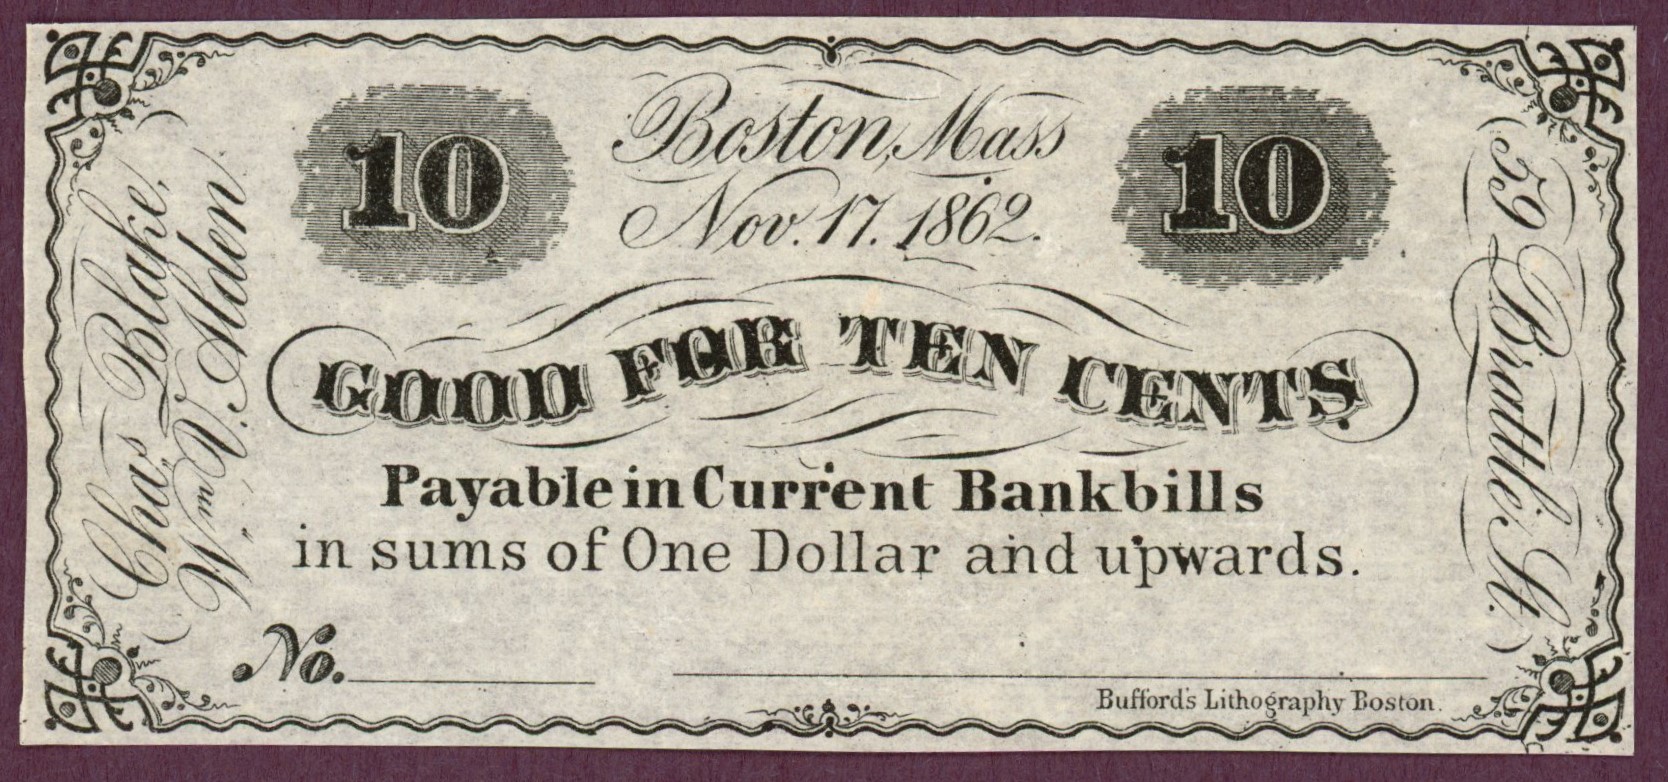 Chas Blake,
Wm V. Alden
10
Boston, Mass
Nov. 17. 1862.
10
GOOD FOR TEN CENTS.
Payable in Current Bankbills
in sums of One Dollar and upwards.
No.
Bufford's Lithography Boston.
59 Brattle St.